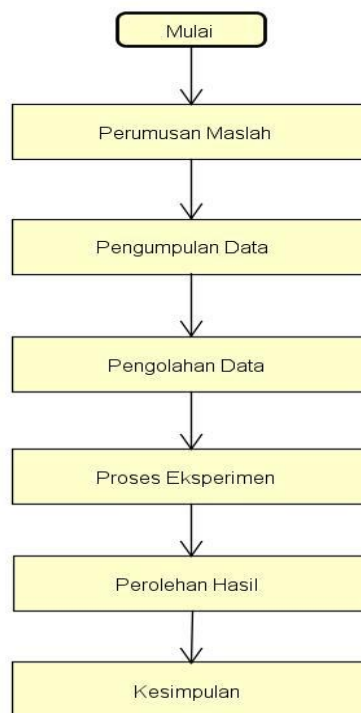 Mulai
Perumusan Maslah
Pengumpulan Data
Pengolahan Data
Proses Eksperimen
Perolehan Hasil
Kesimpulan